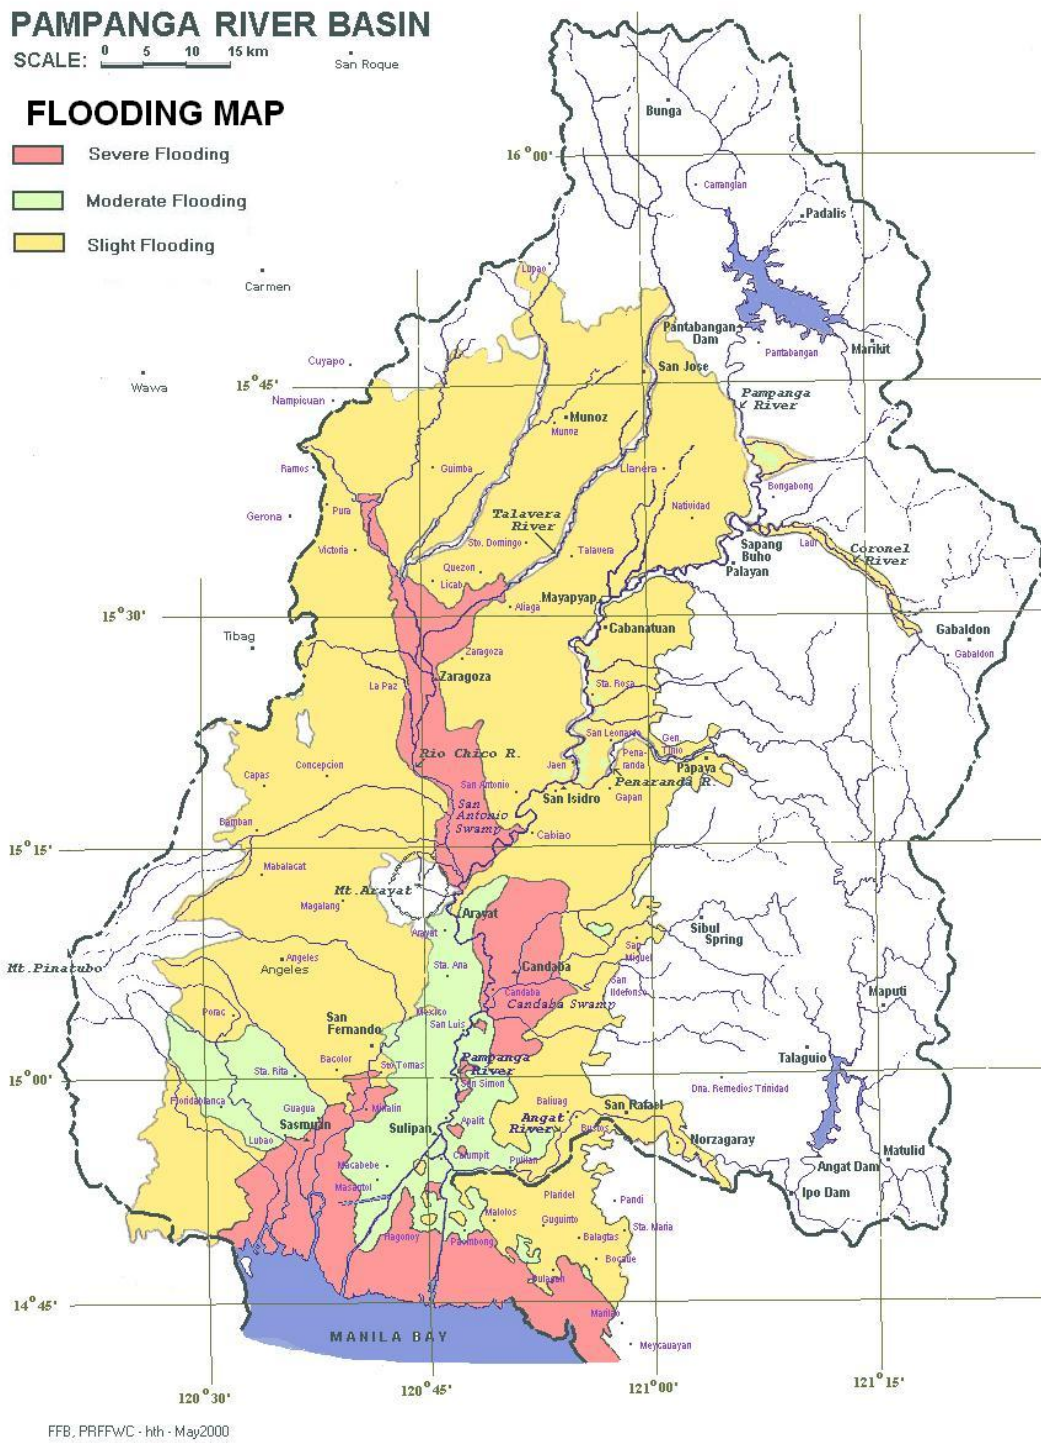 PAMPANGA RIVER BASIN
SCALE: 0 5 10 15 km
San Roque
FLOODING MAP
Severe Flooding
Moderate Flooding
Slight Flooding
Bunga
16°00'
Carranglan
Padalis
Carmen
Lupao
Pantabangan
Dam
Pantabangan
Marikit
Cuyapo
San Jose
Wawa
15°45'
Nampicuan
Pampanga
River
Munoz
Munoz
Ramos
Guimba
Llanera
Bongabong
Gerona
Pura
Talavera
River
Natividad
Victoria
Sto. Domingo
Talavera
Sapang
Buho
Laur
Coronel
River
Palayan
Quezon
Licab
Mayapyap
Aliaga
15°30'
Cabanatuan
Tibag
Gabaldon
Gabaldon
Zaragoza
Zaragoza
La Paz
Sta. Rosa
San Leonardo
Gen.
Tinio
Rio Chico R.
Capas
Concepcion
Jaen
Pena-
randa
Papaya
Penaranda R.
San Antonio
San Isidro
Gapan
San
Antonio
Swamp
Bamban
Cabiao
15°15'
Mabalacat
Mt.Arayat
Magalang
Arayat
Arayat
Sibul
Spring
San
Miguel
Mt.Pinatubo
Angeles
Angeles
Sta. Ana
Candaba
Candaba
San
Ildefonso
Candaba Swamp
Maputi
Porac
San
Fernando
Mexico
San Luis
Bacolor
Sto Tomas
Pampanga
River
Talaguio
15°00'
Sta. Rita
San Simon
Dna. Remedios Trinidad
Floridablanca
Guagua
Minalin
Baliuag
San Rafael
Sasmuan
Sulipan
Apalit
Angat
River
Bustos
Norzagaray
Lubao
Macabebe
Calumpit
Pulilan
Matulid
Angat Dam
Masantol
Ipo Dam
Plaridel
Pandi
Malolos
Guguinto
Sta. Maria
Hagonoy
Paombong
Balagtas
Bocaue
Bulacan
14°45'
Marilao
MANILA BAY
Meycauayan
120°30'
120°45'
121°00'
121°15'
FFB, PRFFWC - hth - May2000